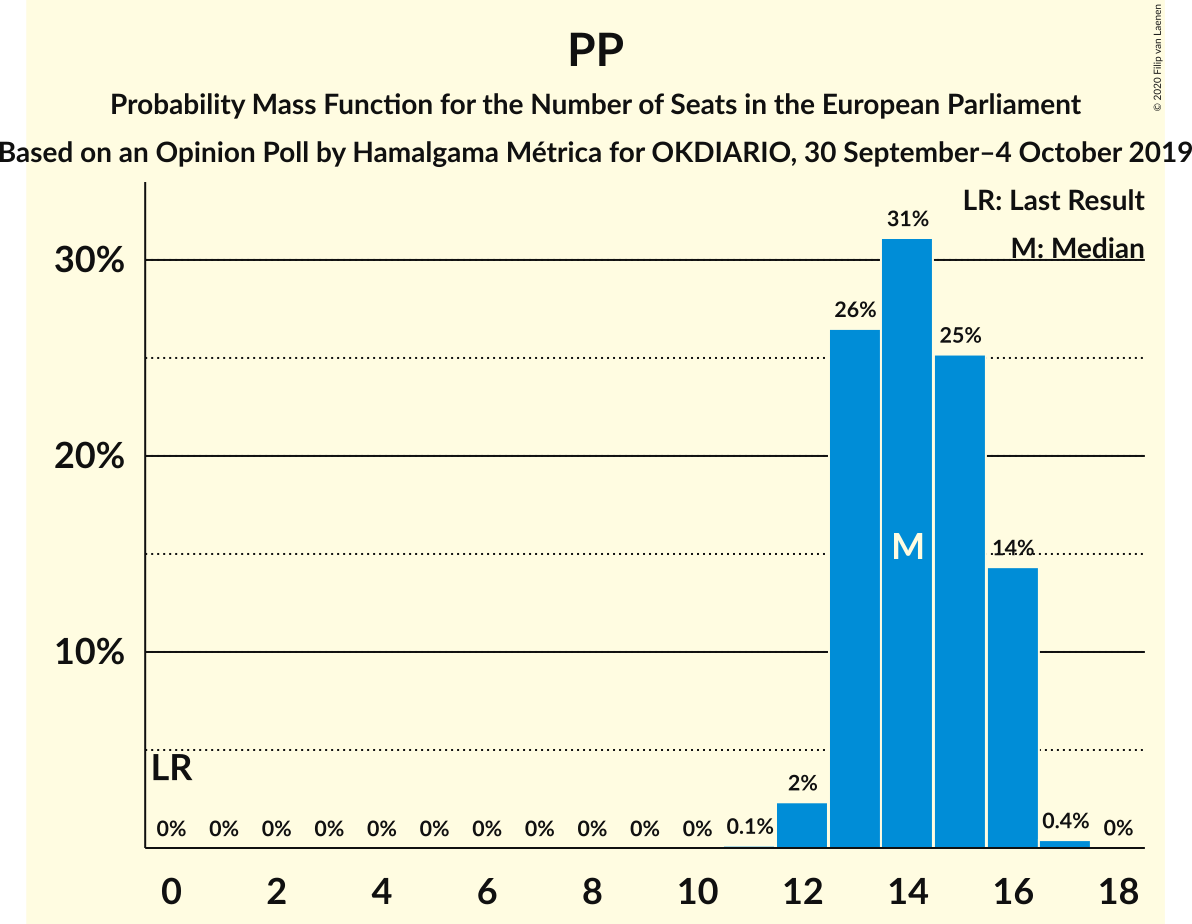 PP
Probability Mass Function for the Number of Seats in the European Parliament
Based on an Opinion Poll by Hamalgama Métrica for OKDIARIO, 30 September–4 October 2019
© 2020 Filip van Laenen
LR: Last Result
M: Median
31%
30%
26%
25%
20%
M
14%
10%
LR
0% 0% 0% 0% 0% 0% 0% 0% 0% 0% 0% 0.1% 2% 0.4% 0%
0 2 4 6 8 10 12 14 16 18